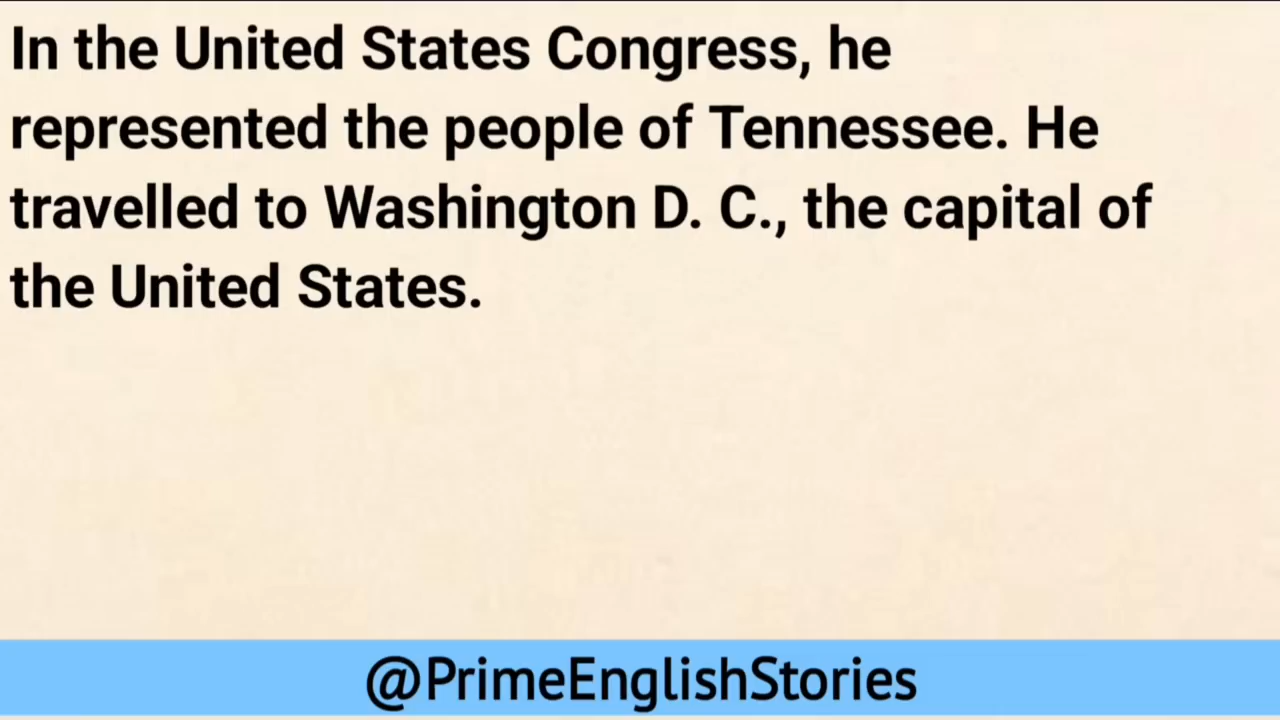 In the United States Congress, he
represented the people of Tennessee. He
travelled to Washington D. C., the capital of
the United States.
@PrimeEnglishStories